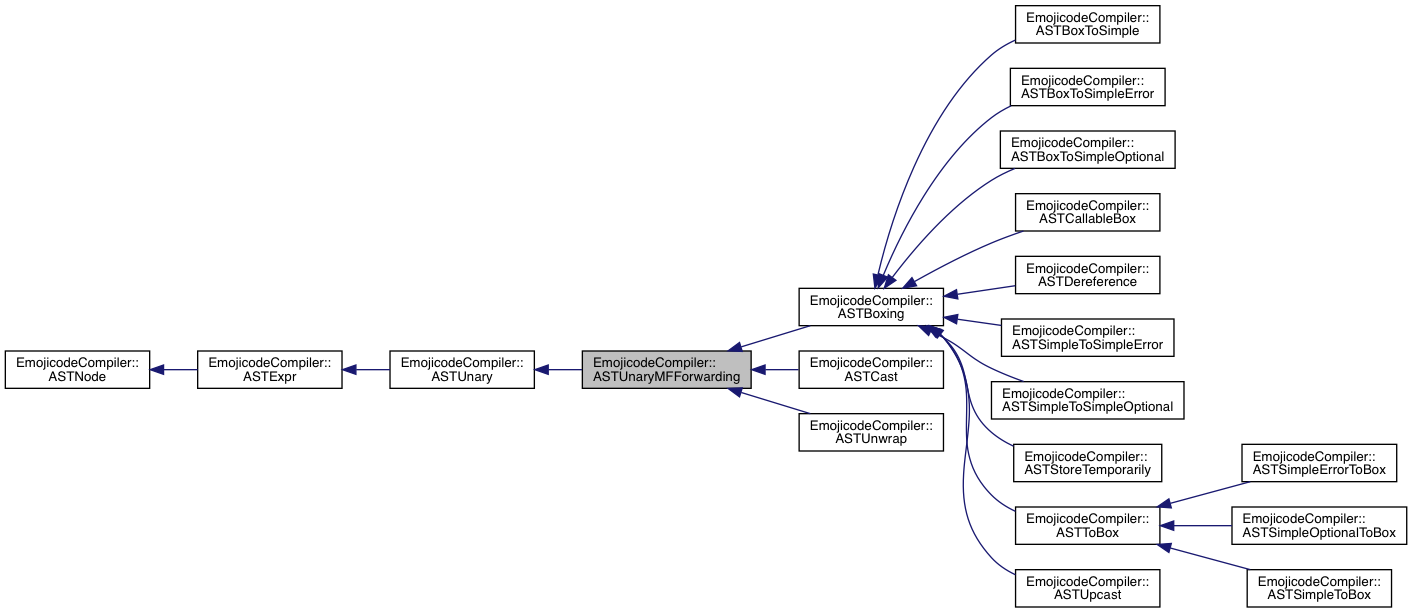 EmojicodeCompiler::
ASTNode
EmojicodeCompiler::
ASTExpr
EmojicodeCompiler::
ASTUnary
EmojicodeCompiler::
ASTUnaryMFForwarding
EmojicodeCompiler::
ASTBoxing
EmojicodeCompiler::
ASTCast
EmojicodeCompiler::
ASTUnwrap
EmojicodeCompiler::
ASTBoxToSimple
EmojicodeCompiler::
ASTBoxToSimpleError
EmojicodeCompiler::
ASTBoxToSimpleOptional
EmojicodeCompiler::
ASTCallableBox
EmojicodeCompiler::
ASTDereference
EmojicodeCompiler::
ASTSimpleToSimpleError
EmojicodeCompiler::
ASTSimpleToSimpleOptional
EmojicodeCompiler::
ASTStoreTemporarily
EmojicodeCompiler::
ASTToBox
EmojicodeCompiler::
ASTUpcast
EmojicodeCompiler::
ASTSimpleErrorToBox
EmojicodeCompiler::
ASTSimpleOptionalToBox
EmojicodeCompiler::
ASTSimpleToBox